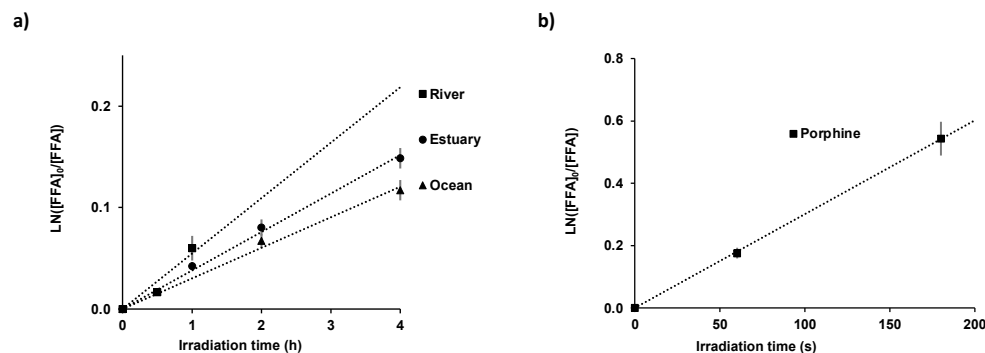 a)
LN([FFA]₀/[FFA])
0.2
0.1
0.0
0
1
2
3
4
Irradiation time (h)
River
Estuary
Ocean
b)
LN([FFA]₀/[FFA])
0.8
0.6
0.4
0.2
0.0
0
50
100
150
200
Irradiation time (s)
Porphine